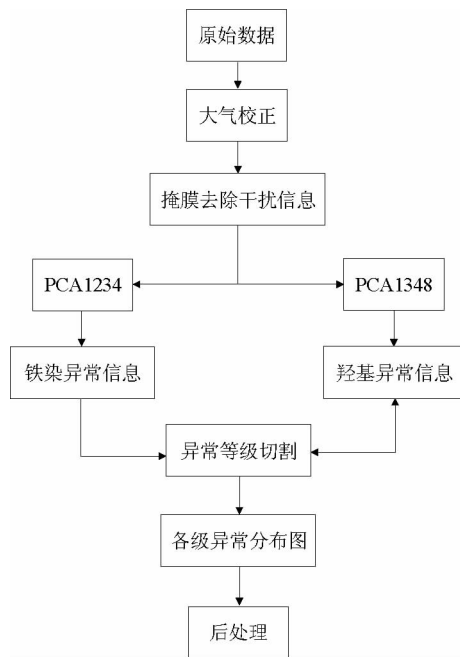 原始数据
大气校正
掩膜去除干扰信息
PCA1234
PCA1348
铁染异常信息
羟基异常信息
异常等级切割
各级异常分布图
后处理